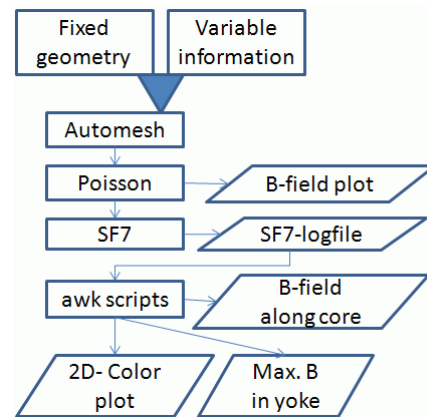 Fixed
geometry
Variable
information
Automesh
Poisson
B-field plot
SF7
SF7-logfile
awk scripts
B-field
along core
2D- Color
plot
Max. B
in yoke